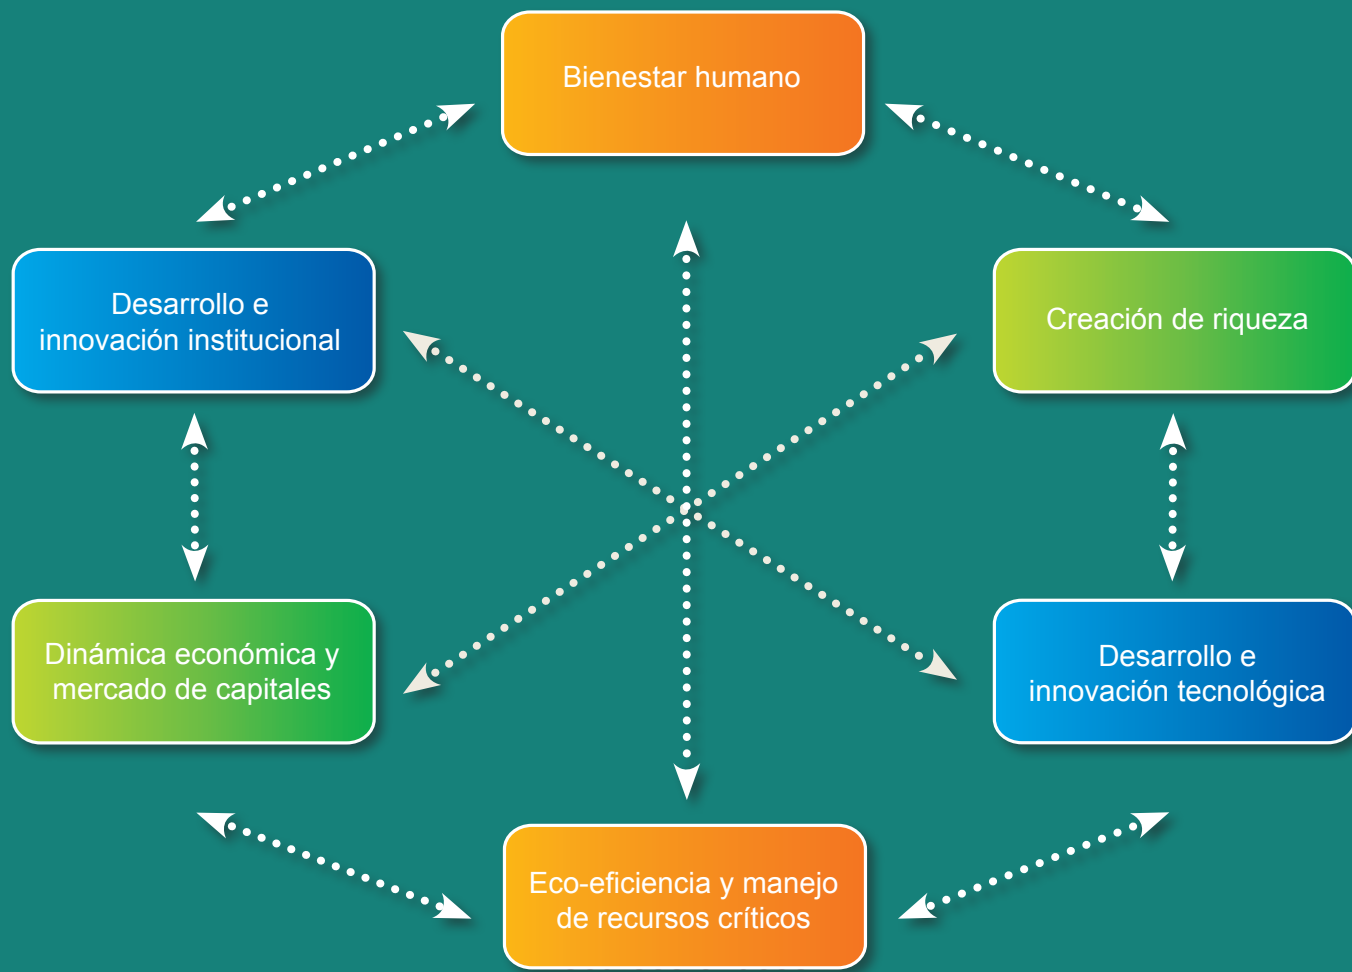 Bienestar humano
Desarrollo e
innovación institucional
Creación de riqueza
Dinámica económica y
mercado de capitales
Desarrollo e
innovación tecnológica
Eco-eficiencia y manejo
de recursos críticos